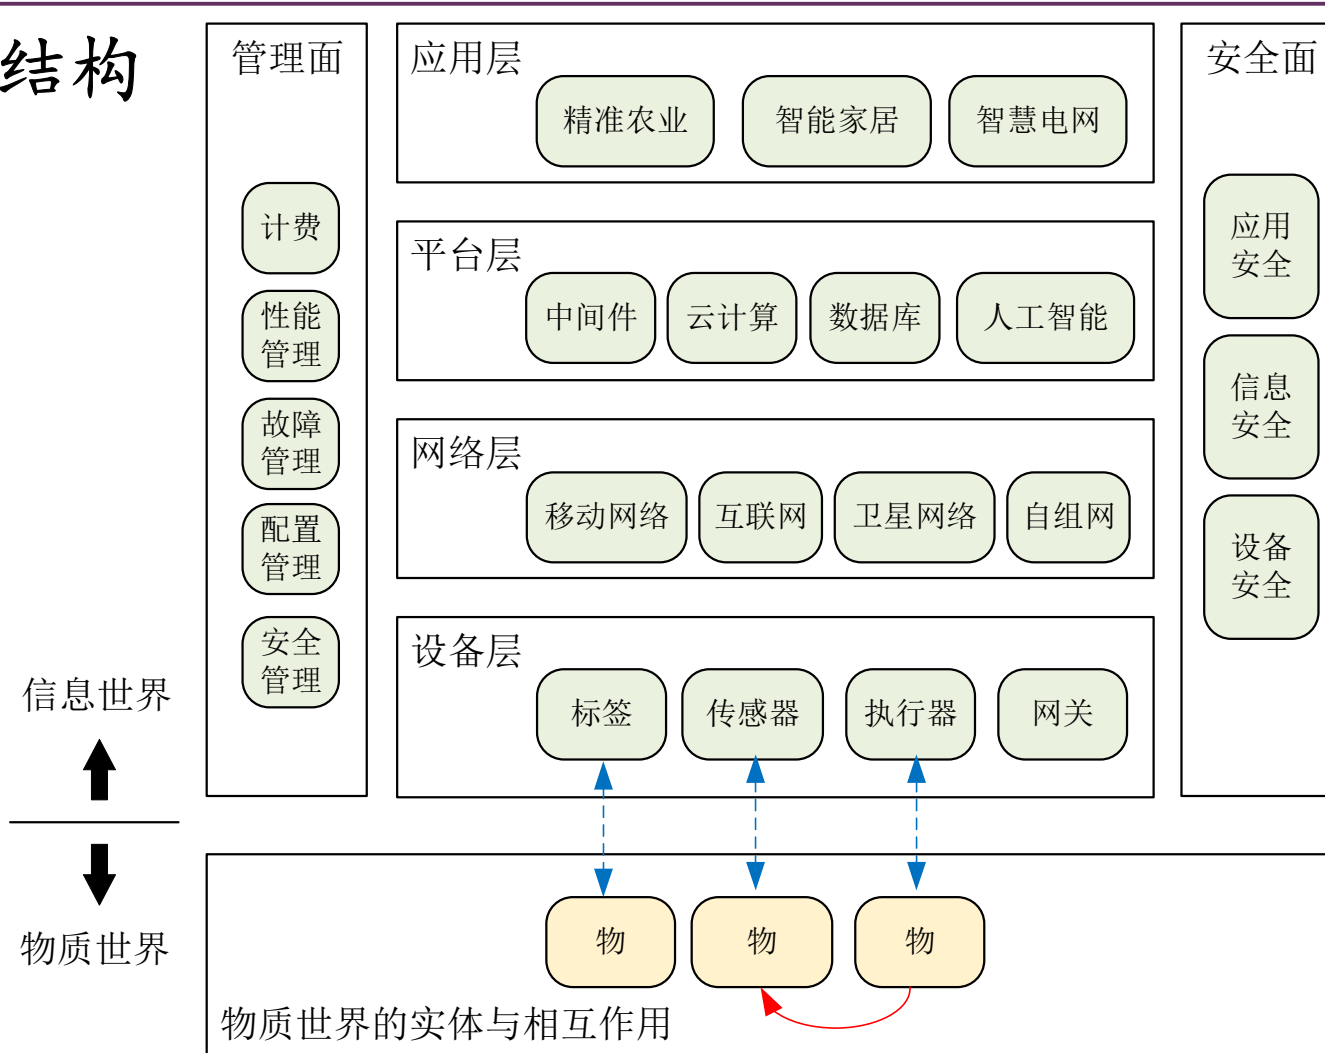 结构
管理面
计费
性能
管理
故障
管理
配置
管理
安全
管理
应用层
精准农业
智能家居
智慧电网
平台层
中间件
云计算
数据库
人工智能
网络层
移动网络
互联网
卫星网络
自组网
设备层
标签
传感器
执行器
网关
安全面
应用
安全
信息
安全
设备
安全
信息世界
物质世界
物
物
物
物质世界的实体与相互作用